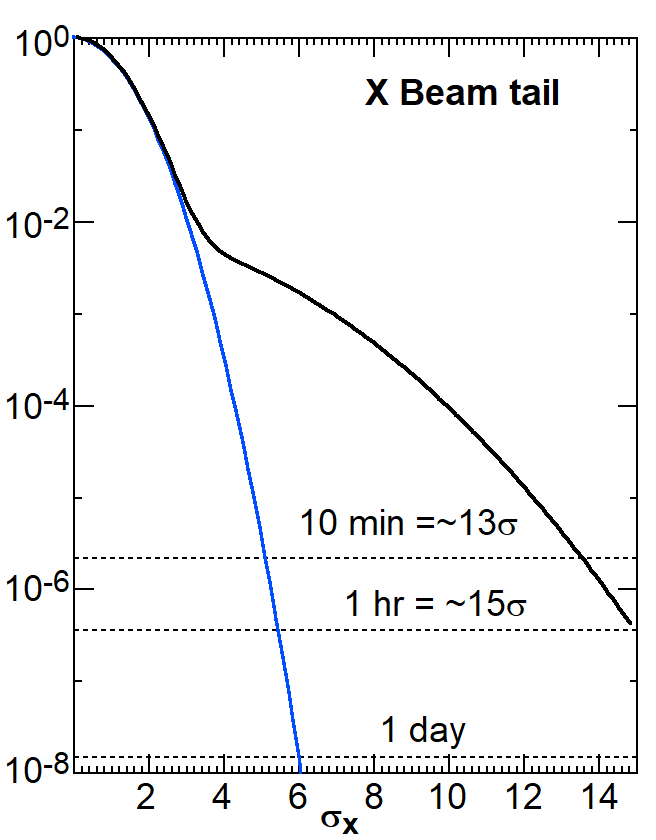 10^0
X Beam tail
10^-2
10^-4
10 min =~13σ
10^-6
1 hr = ~15σ
1 day
10^-8
2 4 6 8 10 12 14
σx